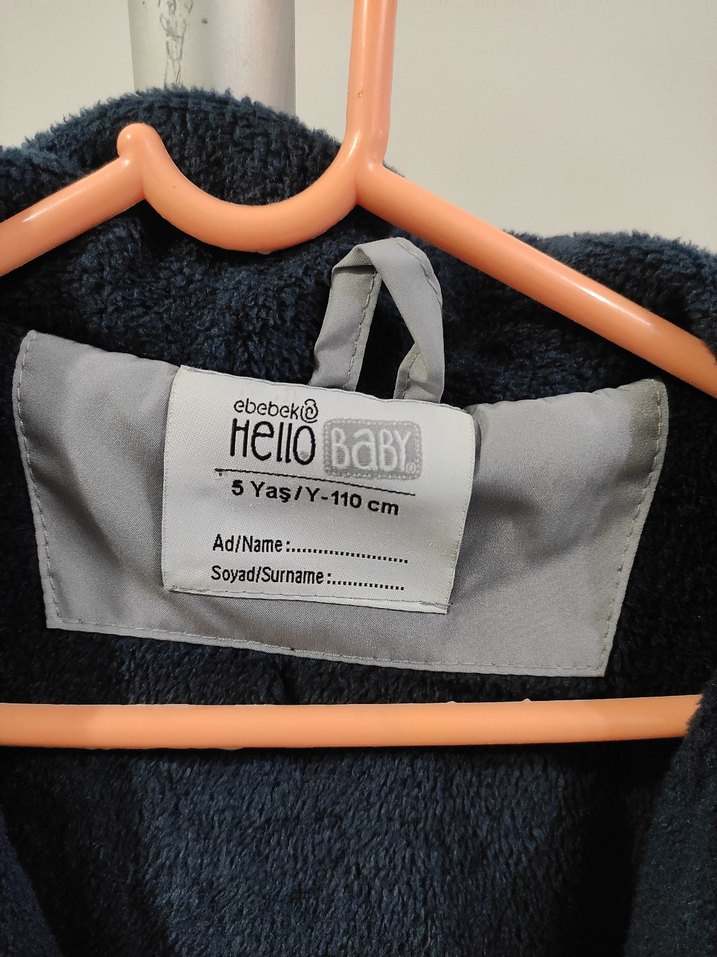 ebebek
Hello BaBY
5 Yaş/Y-110 cm
Ad/Name:......................
Soyad/Surname:..............